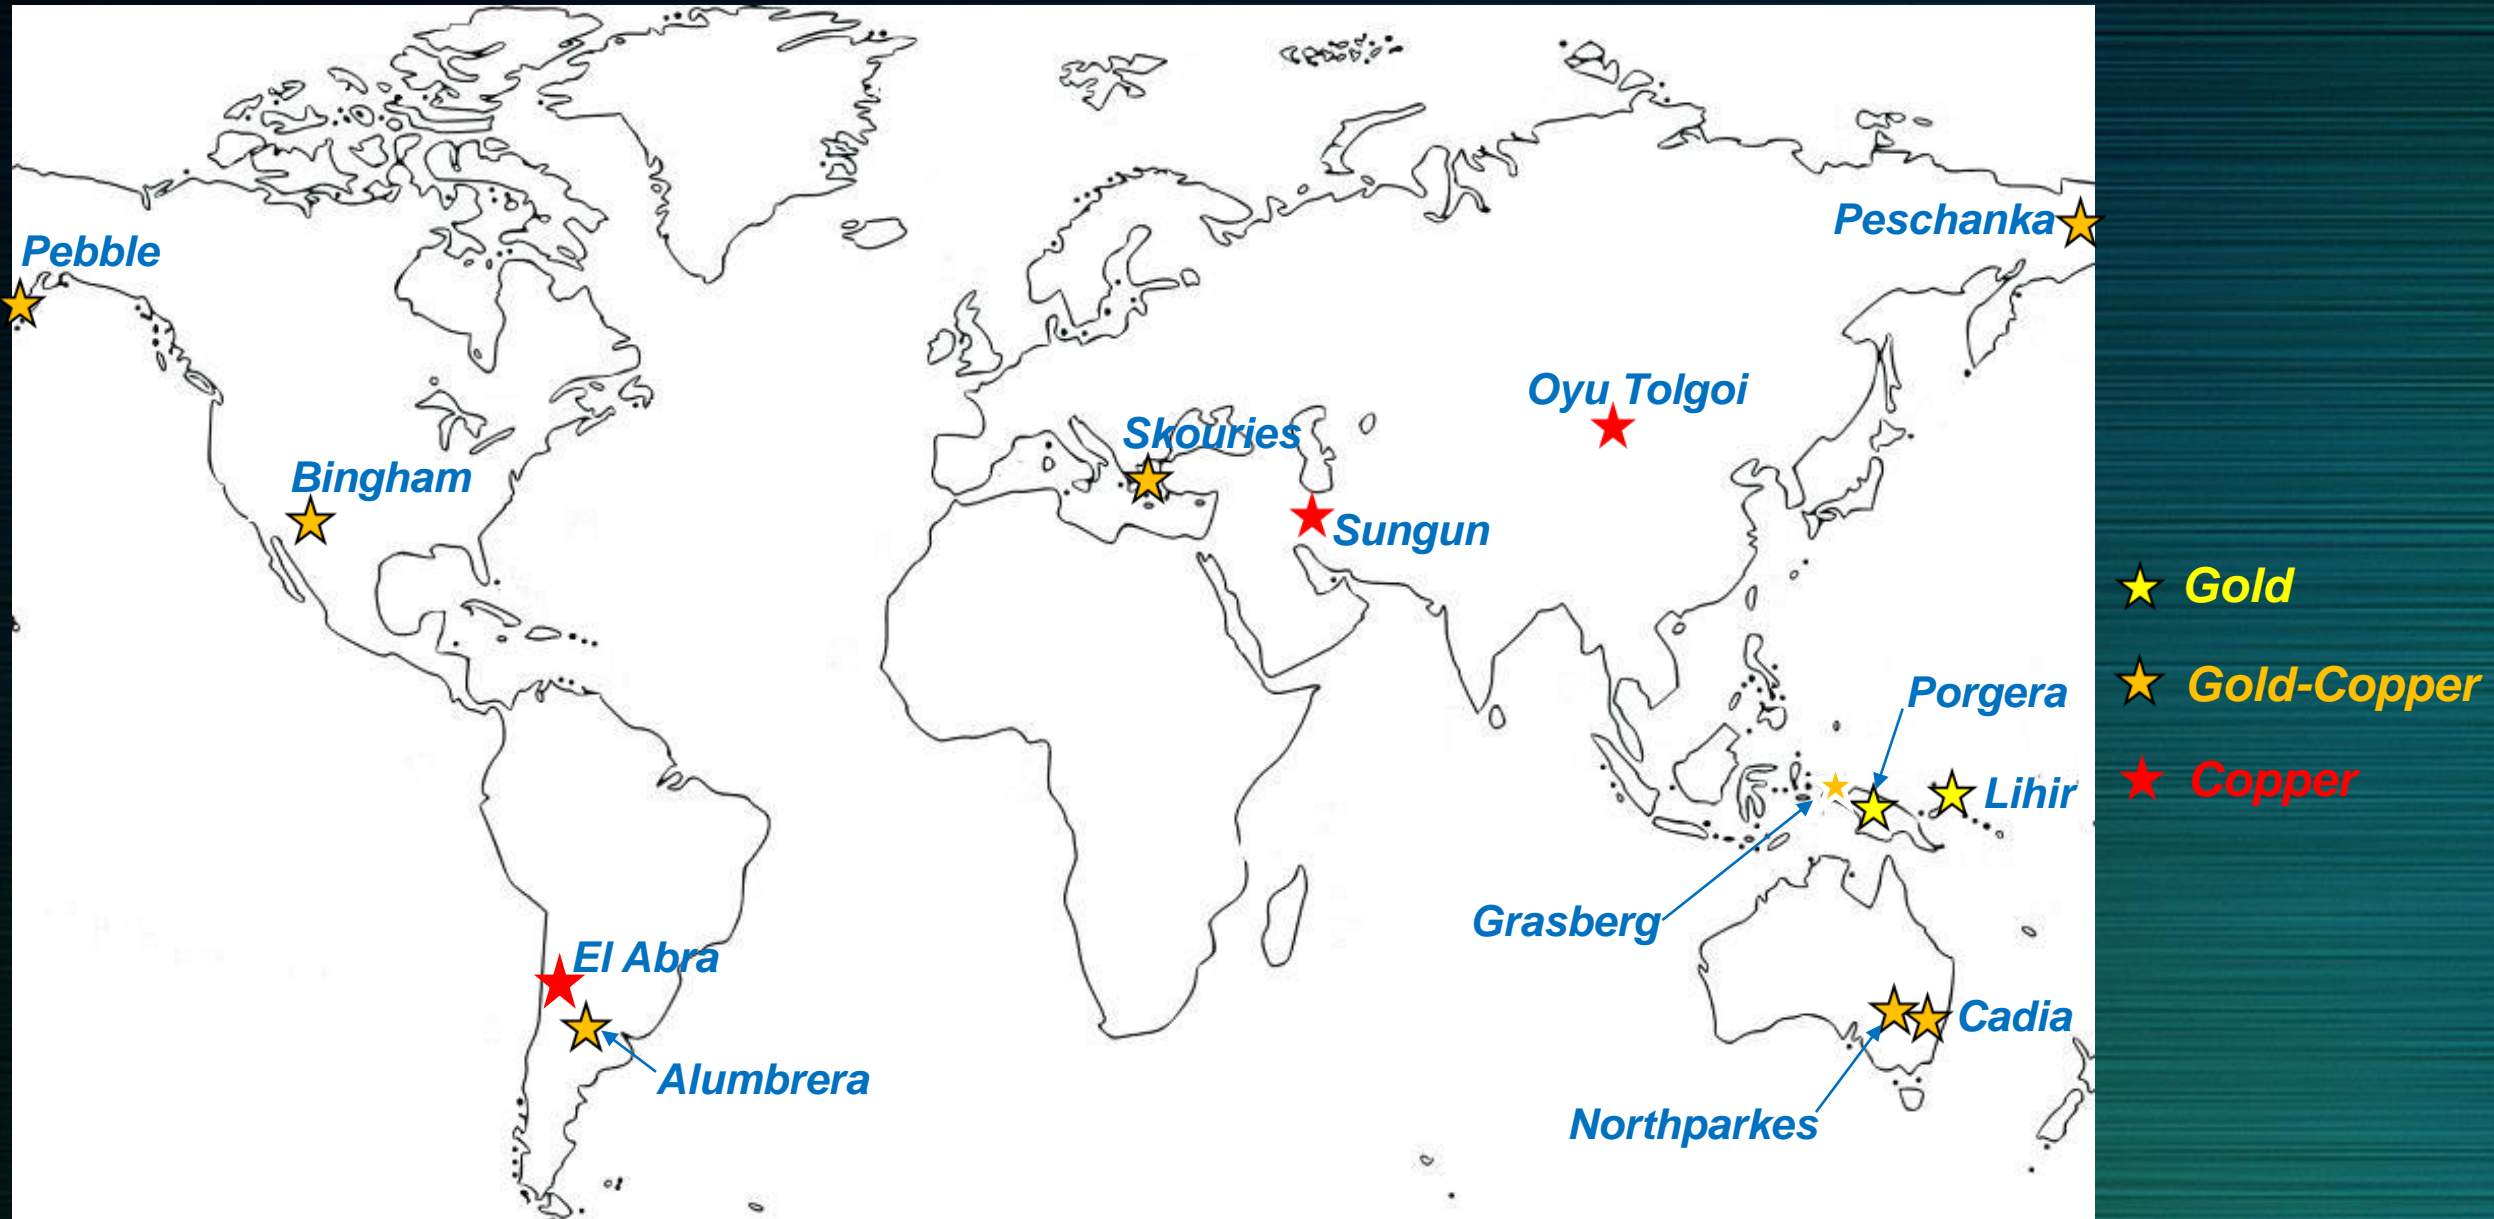 Peschanka
Pebble
Oyu Tolgoi
Skouries
Bingham
Sungun
Gold
Gold-Copper
Porgera
Copper
Lihir
Grasberg
El Abra
Cadia
Alumbrera
Northparkes